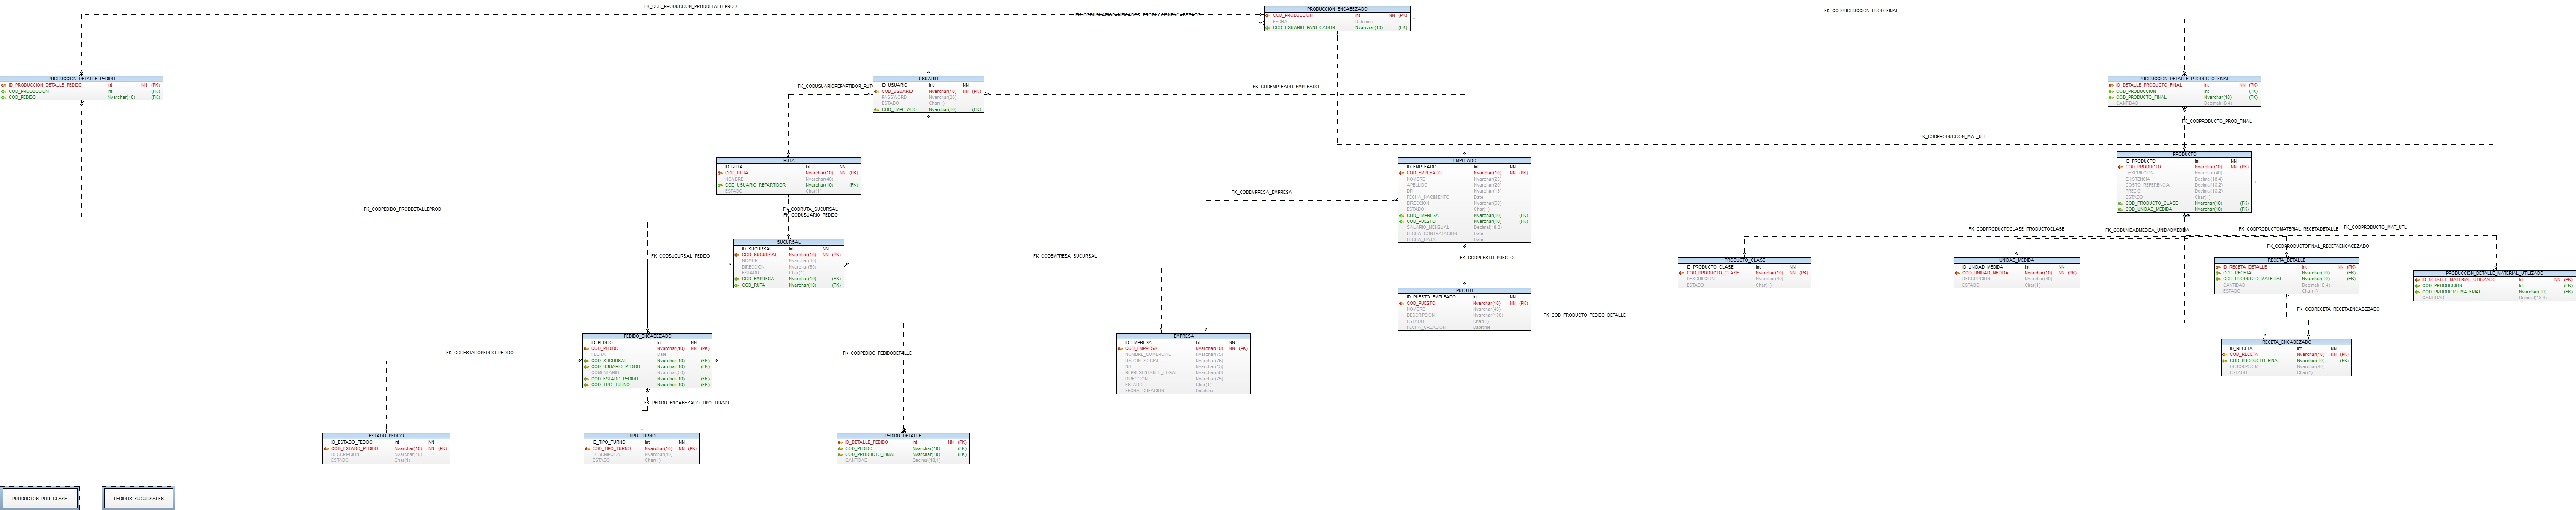 FK_COD_PRODUCCION_PRODETALLEPROD
PRODUCCION_ENCABEZADO
COD_PRODUCCION Int NN (PK)
FECHA Datetime
COD_USUARIO_PANIFICADOR Nvarchar(10) (FK)
FK_CODUSUARIOPANIFICADOR_PRODUCCIONENCABEZADO
FK_CODPRODUCCION_PROD_FINAL
PRODUCCION_DETALLE_PEDIDO
ID_PRODUCCION_DETALLE_PEDIDO Int NN (PK)
COD_PRODUCCION Int (FK)
COD_PEDIDO Nvarchar(10) (FK)
USUARIO
ID_USUARIO Int NN
COD_USUARIO Nvarchar(10) NN (PK)
PASSWORD Nvarchar(20)
ESTADO Char(1)
COD_EMPLEADO Nvarchar(10) (FK)
FK_CODUSUARIOREPARTIDOR_RUTA
FK_CODEMPLEADO_EMPLEADO
PRODUCCION_DETALLE_PRODUCTO_FINAL
ID_DETALLE_PRODUCTO_FINAL Int NN (PK)
COD_PRODUCCION Int (FK)
COD_PRODUCTO_FINAL Nvarchar(10) (FK)
CANTIDAD Decimal(10,4)
FK_CODPRODUCTO_PROD_FINAL
FK_CODPRODUCCION_MAT_UTIL
RUTA
ID_RUTA Int NN
COD_RUTA Nvarchar(10) NN (PK)
NOMBRE Nvarchar(40)
COD_USUARIO_REPARTIDOR Nvarchar(10) (FK)
ESTADO Char(1)
EMPLEADO
ID_EMPLEADO Int NN
COD_EMPLEADO Nvarchar(10) NN (PK)
NOMBRE Nvarchar(20)
APELLIDO Nvarchar(20)
DPI Nvarchar(13)
FECHA_NACIMIENTO Date
DIRECCION Nvarchar(50)
ESTADO Char(1)
COD_EMPRESA Nvarchar(10) (FK)
COD_PUESTO Nvarchar(10) (FK)
SALARIO_MENSUAL Decimal(10,2)
FECHA_CONTRATACION Date
FECHA_BAJA Date
PRODUCTO
ID_PRODUCTO Int NN
COD_PRODUCTO Nvarchar(10) NN (PK)
DESCRIPCION Nvarchar(40)
EXISTENCIA Decimal(10,4)
COSTO_REFERENCIA Decimal(10,2)
PRECIO Decimal(10,2)
ESTADO Char(1)
COD_PRODUCTO_CLASE Nvarchar(10) (FK)
COD_UNIDAD_MEDIDA Nvarchar(10) (FK)
FK_CODEMPRESA_EMPRESA
FK_CODPEDIDO_PRODDETALLEPROD
FK_CODRUTA_SUCURSAL
FK_CODUSUARIO_PEDIDO
SUCURSAL
ID_SUCURSAL Int NN
COD_SUCURSAL Nvarchar(10) NN (PK)
NOMBRE Nvarchar(40)
DIRECCION Nvarchar(50)
ESTADO Char(1)
COD_EMPRESA Nvarchar(10) (FK)
COD_RUTA Nvarchar(10) (FK)
FK_CODSUCURSAL_PEDIDO
FK_CODEMPRESA_SUCURSAL
FK_CODPUESTO PUESTO
FK_CODPRODUCTOCLASE_PRODUCTOCLASE
FK_CODUNIDADMEDIDA_UNIDADMEDIDA
FK_CODPRODUCTOMATERIAL_RECETADETALLE
FK_CODPRODUCTO_MAT_UTIL
FK_CODPRODUCTOFINAL_RECETAENCACEZADO
PRODUCTO_CLASE
ID_PRODUCTO_CLASE Int NN
COD_PRODUCTO_CLASE Nvarchar(10) NN (PK)
DESCRIPCION Nvarchar(40)
ESTADO Char(1)
UNIDAD_MEDIDA
ID_UNIDAD_MEDIDA Int NN
COD_UNIDAD_MEDIDA Nvarchar(10) NN (PK)
DESCRIPCION Nvarchar(40)
ESTADO Char(1)
RECETA_DETALLE
ID_RECETA_DETALLE Int NN (PK)
COD_RECETA Nvarchar(10) (FK)
COD_PRODUCTO_MATERIAL Nvarchar(10) (FK)
CANTIDAD Decimal(10,4)
ESTADO Char(1)
PRODUCCION_DETALLE_MATERIAL_UTILIZADO
ID_DETALLE_MATERIAL_UTILIZADO Int NN (PK)
COD_PRODUCCION Int (FK)
COD_PRODUCTO_MATERIAL Nvarchar(10) (FK)
CANTIDAD Decimal(10,4)
PUESTO
ID_PUESTO_EMPLEADO Int NN
COD_PUESTO Nvarchar(10) NN (PK)
NOMBRE Nvarchar(40)
DESCRIPCION Nvarchar(100)
ESTADO Char(1)
FECHA_CREACION Datetime
FK_COD_PRODUCTO_PEDIDO_DETALLE
FK_CODRECETA RECETAENCABEZADO
PEDIDO_ENCABEZADO
ID_PEDIDO Int NN
COD_PEDIDO Nvarchar(10) NN (PK)
FECHA Date
COD_SUCURSAL Nvarchar(10) (FK)
COD_USUARIO_PEDIDO Nvarchar(10) (FK)
COMENTARIO Nvarchar(50)
COD_ESTADO_PEDIDO Nvarchar(10) (FK)
COD_TIPO_TURNO Nvarchar(10) (FK)
EMPRESA
ID_EMPRESA Int NN
COD_EMPRESA Nvarchar(10) NN (PK)
NOMBRE_COMERCIAL Nvarchar(75)
RAZON_SOCIAL Nvarchar(75)
NIT Nvarchar(10)
REPRESENTANTE_LEGAL Nvarchar(50)
DIRECCION Nvarchar(75)
ESTADO Char(1)
FECHA_CREACION Datetime
RECETA_ENCABEZADO
ID_RECETA Int NN
COD_RECETA Nvarchar(10) NN (PK)
COD_PRODUCTO_FINAL Nvarchar(10) (FK)
DESCRIPCION Nvarchar(40)
ESTADO Char(1)
FK_CODESTADOPEDIDO_PEDIDO
FK_CODPEDIDO_PEDIDODETALLE
FK_PEDIDO_ENCABEZADO_TIPO_TURNO
ESTADO_PEDIDO
ID_ESTADO_PEDIDO Int NN
COD_ESTADO_PEDIDO Nvarchar(10) NN (PK)
DESCRIPCION Nvarchar(40)
ESTADO Char(1)
TIPO_TURNO
ID_TIPO_TURNO Int NN
COD_TIPO_TURNO Nvarchar(10) NN (PK)
DESCRIPCION Nvarchar(40)
ESTADO Char(1)
PEDIDO_DETALLE
ID_DETALLE_PEDIDO Int NN (PK)
COD_PEDIDO Nvarchar(10) (FK)
COD_PRODUCTO_FINAL Nvarchar(10) (FK)
CANTIDAD Decimal(10,4)
PRODUCTOS_POR_CLASE
PEDIDOS_SUCURSALES